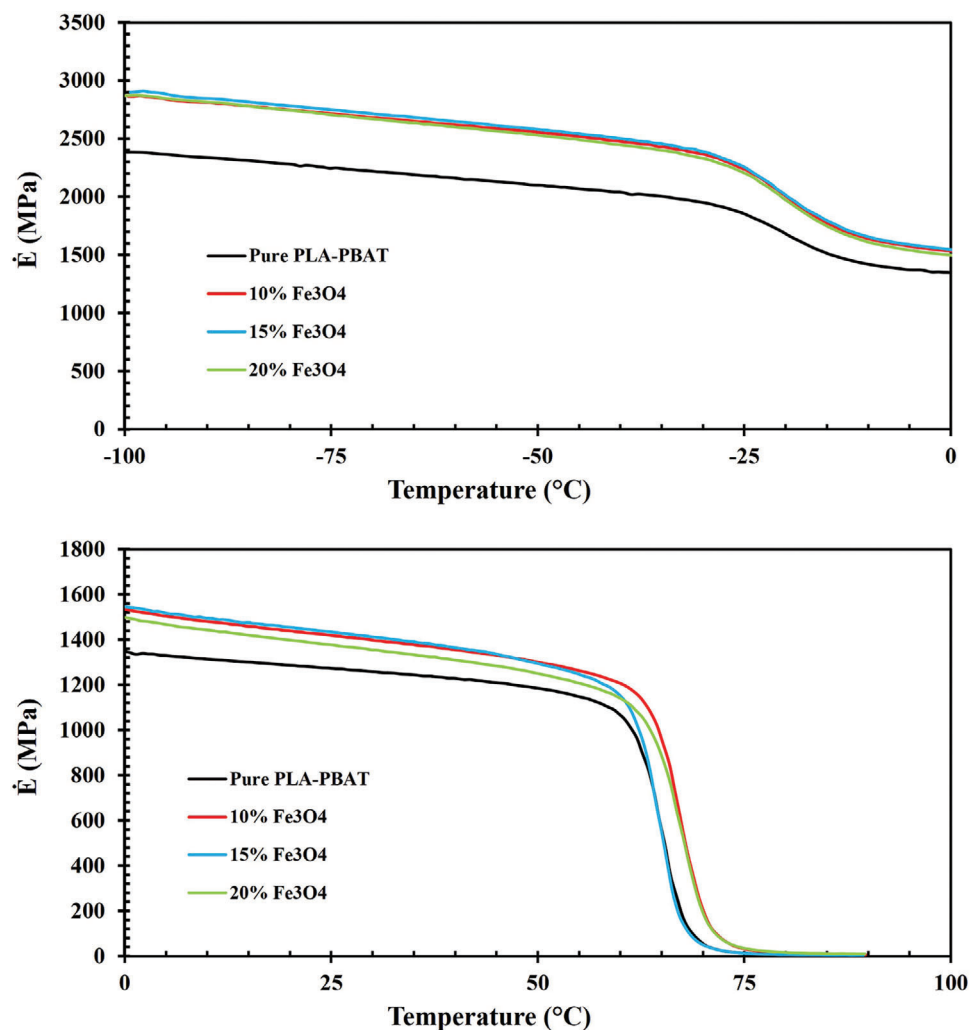 3500
3000
2500
2000
1500
1000
500
0
Ė (MPa)
Pure PLA-PBAT
10% Fe3O4
15% Fe3O4
20% Fe3O4
-100 -75 -50 -25 0
Temperature (°C)
1800
1600
1400
1200
1000
800
600
400
200
0
Ė (MPa)
Pure PLA-PBAT
10% Fe3O4
15% Fe3O4
20% Fe3O4
0 25 50 75 100
Temperature (°C)